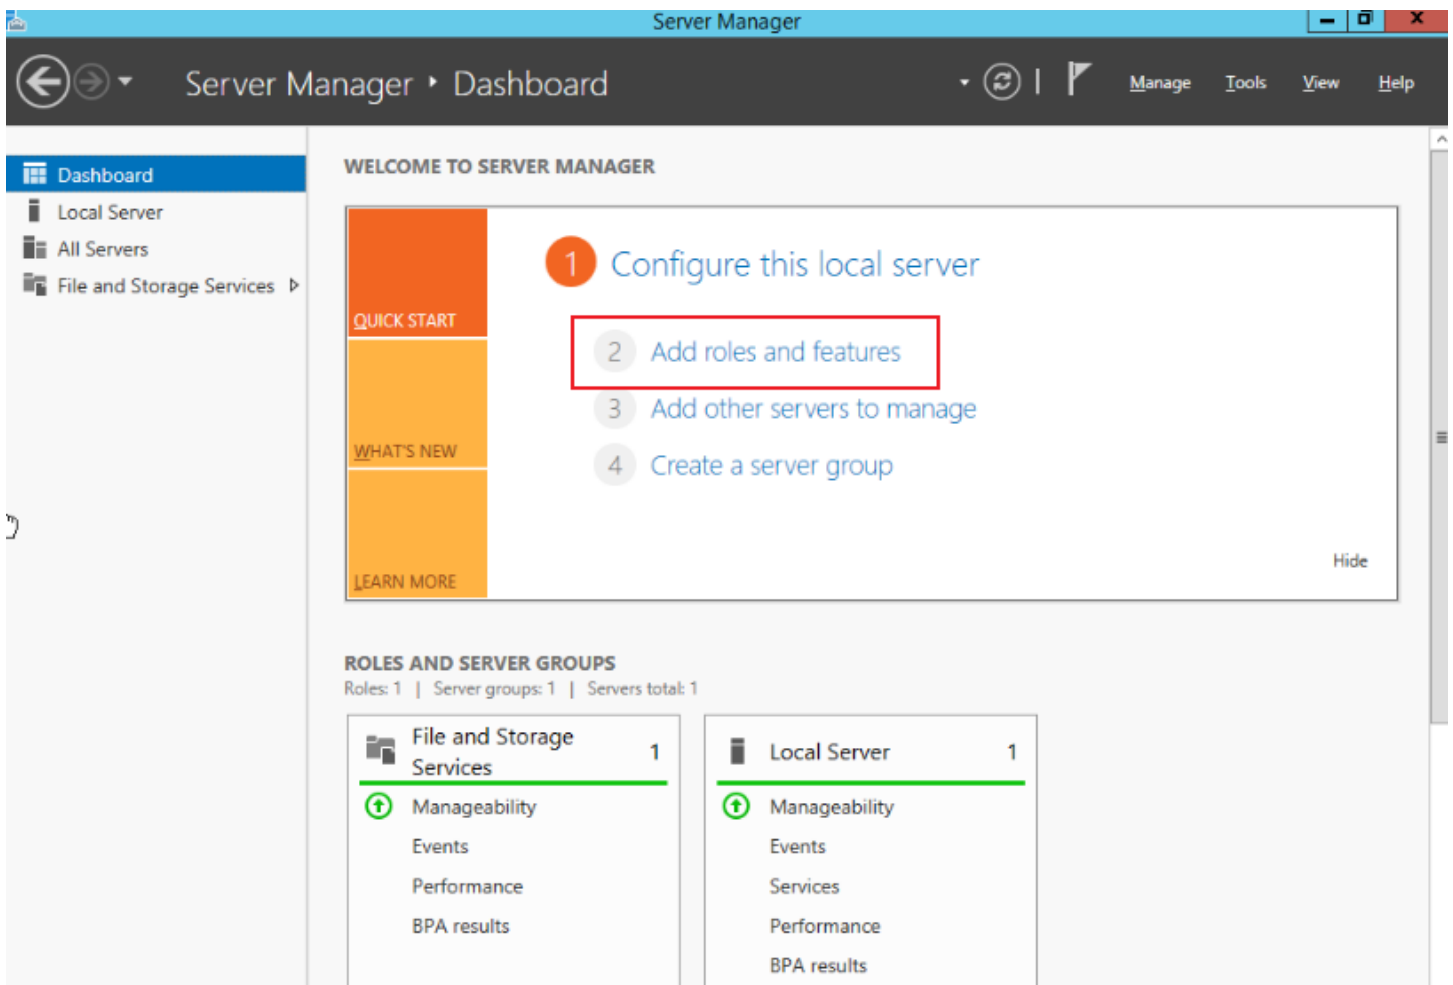 Server Manager
Server Manager ‣ Dashboard
Manage Tools View Help
Dashboard
Local Server
All Servers
File and Storage Services
WELCOME TO SERVER MANAGER
QUICK START
WHAT'S NEW
LEARN MORE
1 Configure this local server
2 Add roles and features
3 Add other servers to manage
4 Create a server group
Hide
ROLES AND SERVER GROUPS
Roles: 1 | Server groups: 1 | Servers total: 1
File and Storage
Services 1
Manageability
Events
Performance
BPA results
Local Server 1
Manageability
Events
Services
Performance
BPA results